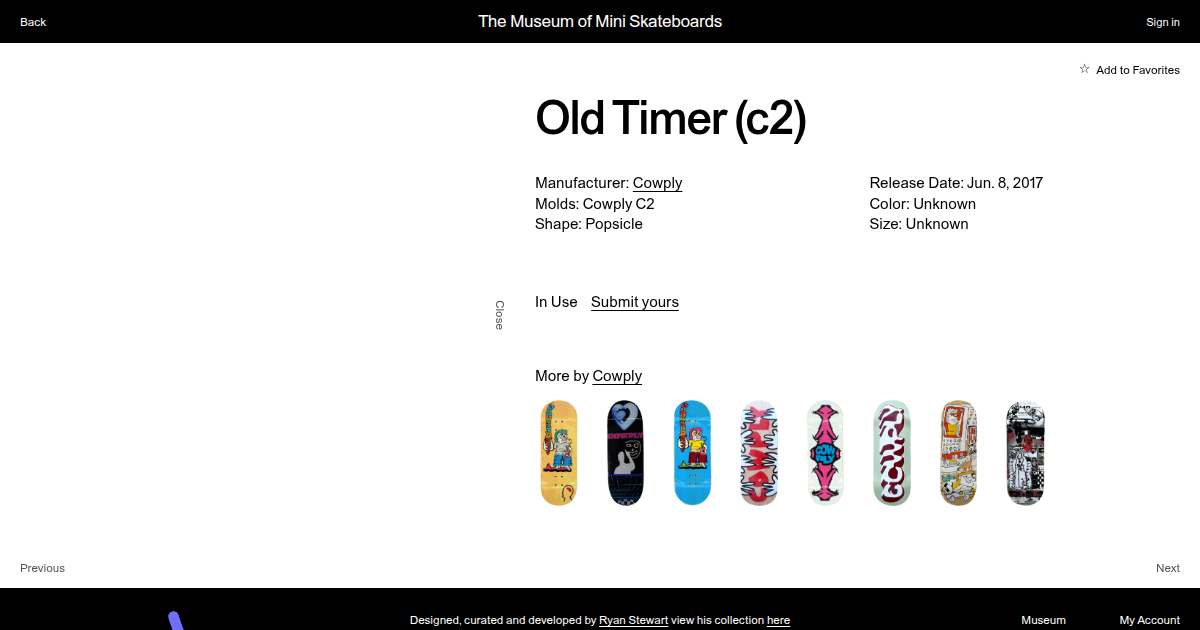 Back
The Museum of Mini Skateboards
Sign in
☆ Add to Favorites
Old Timer (c2)
Manufacturer: Cowply
Molds: Cowply C2
Shape: Popsicle
Release Date: Jun. 8, 2017
Color: Unknown
Size: Unknown
Close
In Use Submit yours
More by Cowply
COWPLY
Previous
Next
Designed, curated and developed by Ryan Stewart view his collection here
Museum
My Account